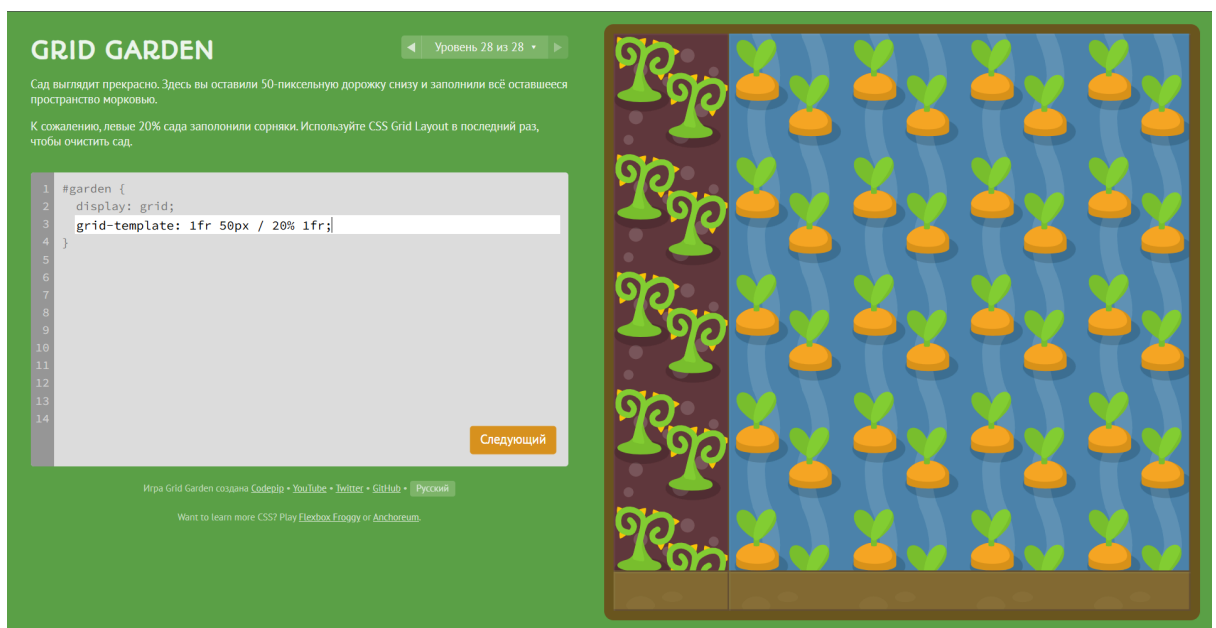 GRID GARDEN
Уровень 28 из 28
Сад выглядит прекрасно. Здесь вы оставили 50-пиксельную дорожку снизу и заполнили всё оставшееся
пространство морковью.
К сожалению, левые 20% сада заполонили сорняки. Используйте CSS Grid Layout в последний раз,
чтобы очистить сад.
1 #garden {
2 display: grid;
3 grid-template: 1fr 50px / 20% 1fr;
4 }
5
6
7
8
9
10
11
12
13
14
Следующий
Игра Grid Garden создана Codepip • YouTube • Twitter • GitHub • Русский
Want to learn more CSS? Play Flexbox Froggy or Anchoreum.